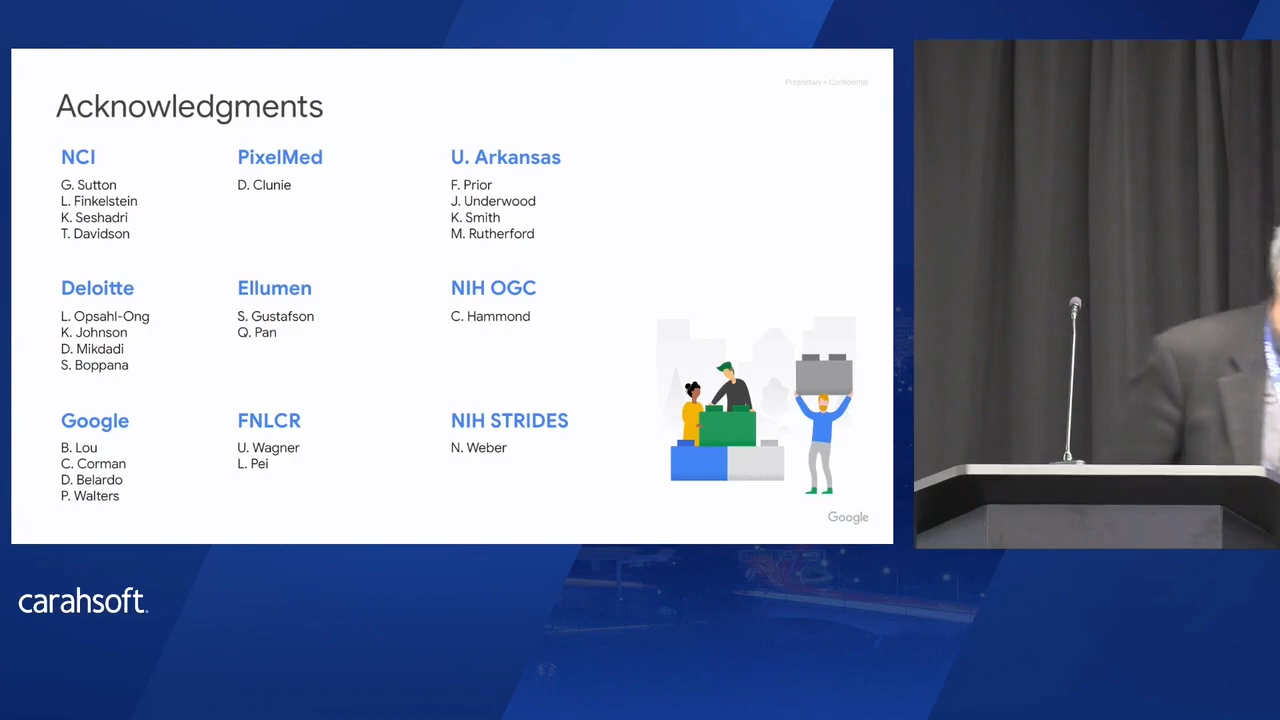 Proprietary + Confidential
Acknowledgments
NCI
G. Sutton
L. Finkelstein
K. Seshadri
T. Davidson
PixelMed
D. Clunie
U. Arkansas
F. Prior
J. Underwood
K. Smith
M. Rutherford
Deloitte
L. Opsahl-Ong
K. Johnson
D. Mikdadi
S. Boppana
Ellumen
S. Gustafson
Q. Pan
NIH OGC
C. Hammond
Google
B. Lou
C. Corman
D. Belardo
P. Walters
FNLCR
U. Wagner
L. Pei
NIH STRIDES
N. Weber
Google
carahsoft.